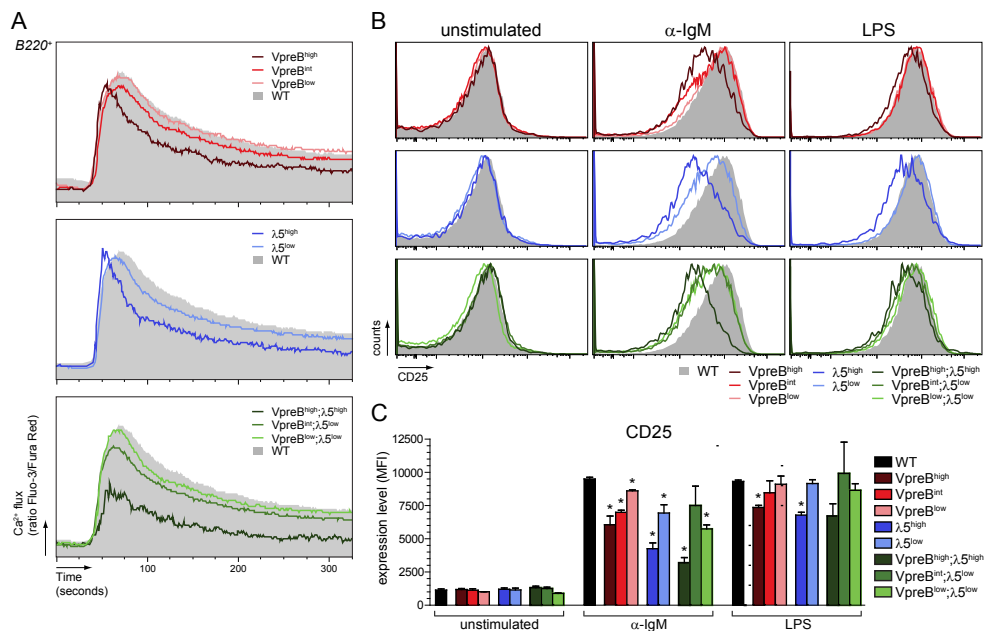 A
B220⁺
VpreBʰⁱᵍʰ
VpreBⁱⁿᵗ
VpreBˡᵒʷ
WT
λ5ʰⁱᵍʰ
λ5ˡᵒʷ
WT
VpreBʰⁱᵍʰ;λ5ʰⁱᵍʰ
VpreBⁱⁿᵗ;λ5ˡᵒʷ
VpreBˡᵒʷ;λ5ˡᵒʷ
WT
Ca²⁺ flux
(ratio Fluo-3/Fura Red)
Time
(seconds)
100 200 300
B
unstimulated α-IgM LPS
counts
CD25
WT
VpreBʰⁱᵍʰ λ5ʰⁱᵍʰ VpreBʰⁱᵍʰ;λ5ʰⁱᵍʰ
VpreBⁱⁿᵗ λ5ˡᵒʷ VpreBⁱⁿᵗ;λ5ˡᵒʷ
VpreBˡᵒʷ VpreBˡᵒʷ;λ5ˡᵒʷ
C
CD25
expression level (MFI)
12500
10000
7500
5000
2500
0
* * * * * * *
* *
unstimulated α-IgM LPS
WT
VpreBʰⁱᵍʰ
VpreBⁱⁿᵗ
VpreBˡᵒʷ
λ5ʰⁱᵍʰ
λ5ˡᵒʷ
VpreBʰⁱᵍʰ;λ5ʰⁱᵍʰ
VpreBⁱⁿᵗ;λ5ˡᵒʷ
VpreBˡᵒʷ;λ5ˡᵒʷ